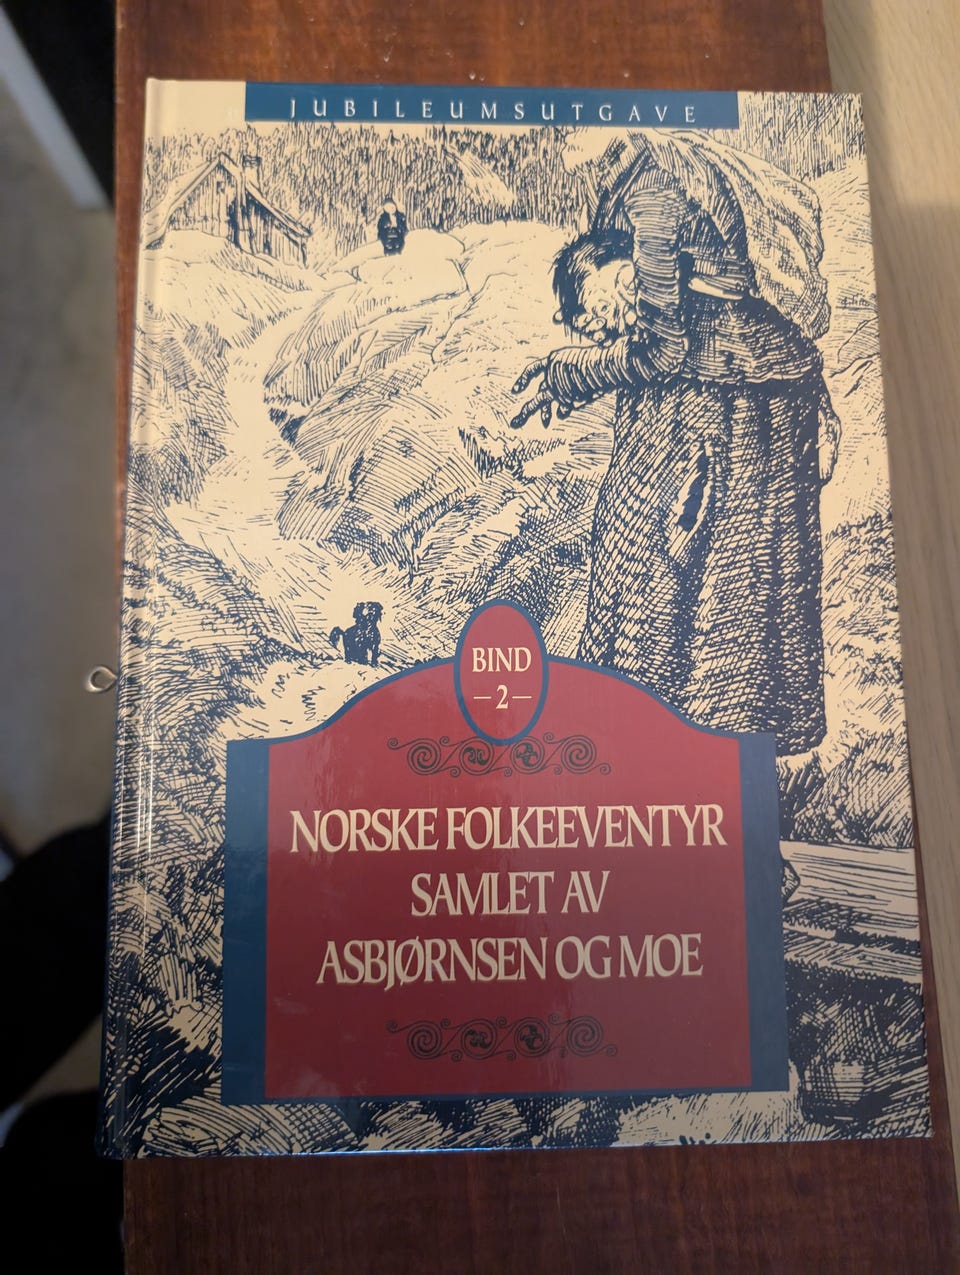 JUBILEUMSUTGAVE
BIND
–2–
NORSKE FOLKEEVENTYR
SAMLET AV
ASBJØRNSEN OG MOE